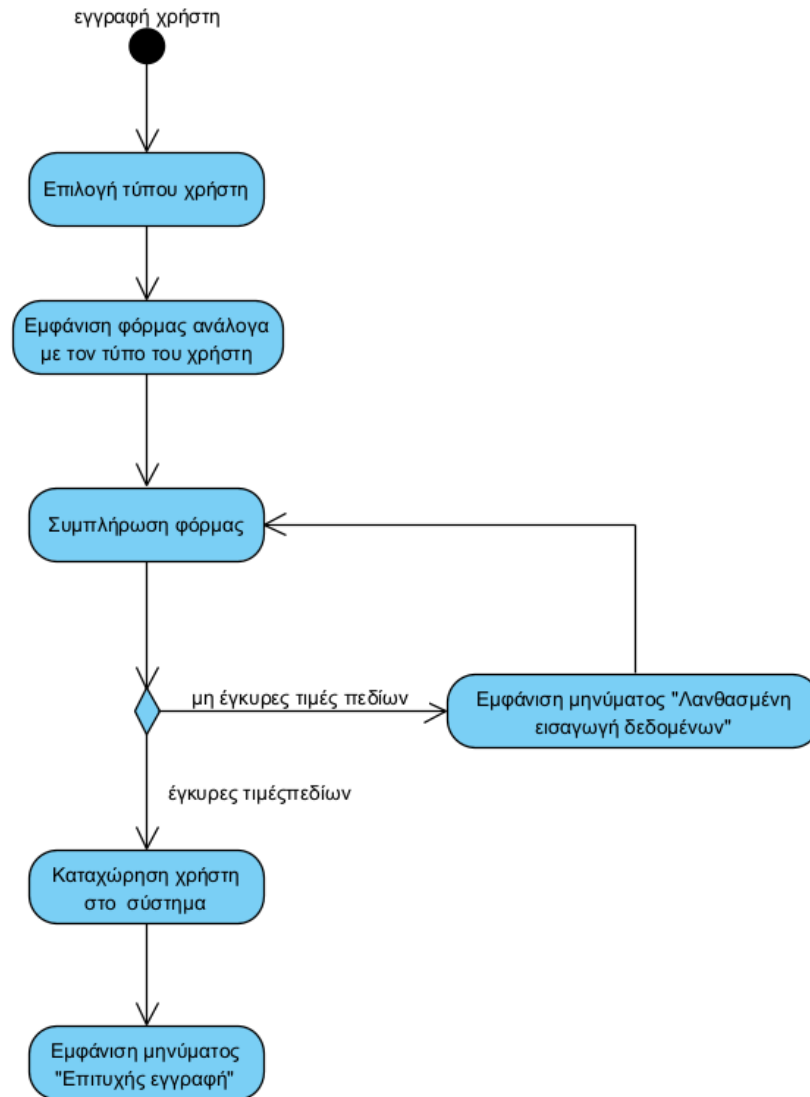 εγγραφή χρήστη
Επιλογή τύπου χρήστη
Εμφάνιση φόρμας ανάλογα
με τον τύπο του χρήστη
Συμπλήρωση φόρμας
μη έγκυρες τιμές πεδίων
Εμφάνιση μηνύματος "Λανθασμένη
εισαγωγή δεδομένων"
έγκυρες τιμέςπεδίων
Καταχώρηση χρήστη
στο  σύστημα
Εμφάνιση μηνύματος
"Επιτυχής εγγραφή"